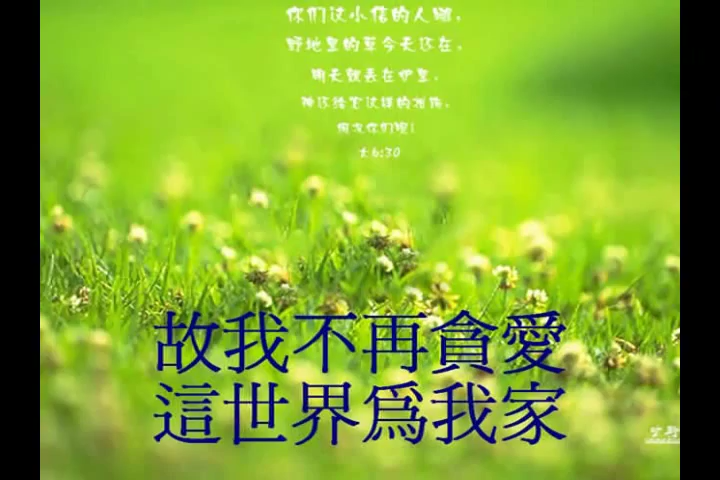 你们这小信的人哪，
野地里的草今天还在，
明天就丢在炉里，
神还给它这样的妆饰，
何况你们呢！
太6:30
故我不再貪愛
這世界爲我家